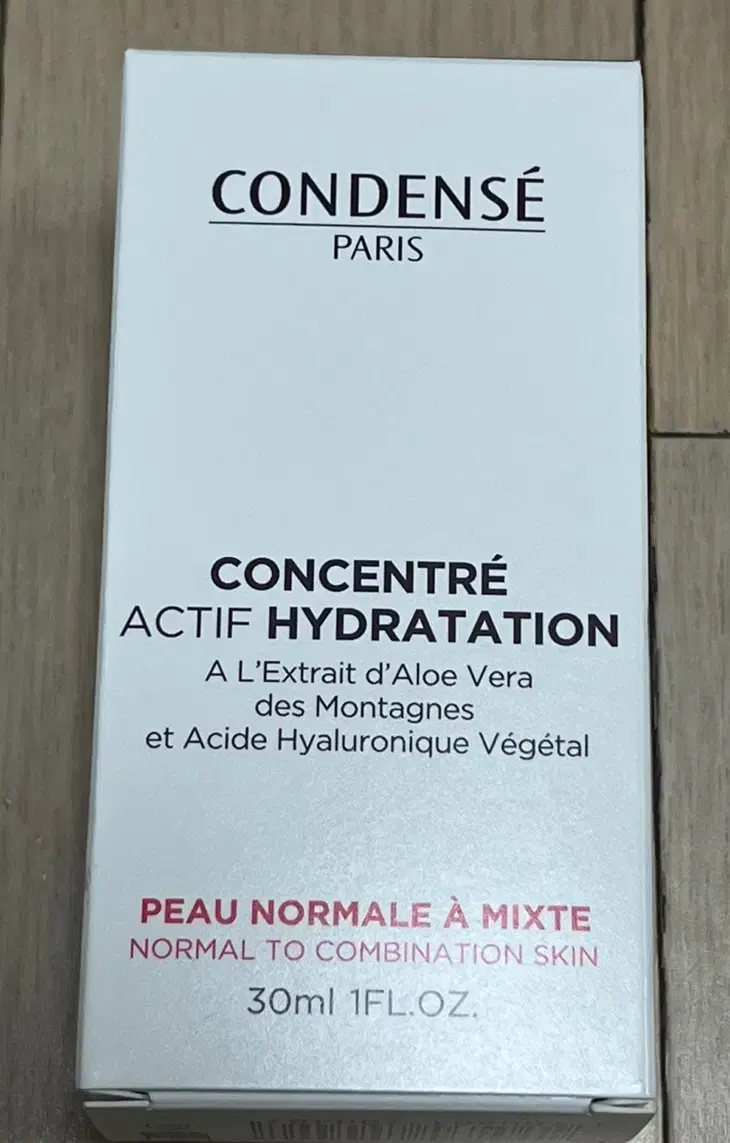 CONDENSÉ
PARIS
CONCENTRÉ
ACTIF HYDRATATION
A L'Extrait d'Aloe Vera
des Montagnes
et Acide Hyaluronique Végétal
PEAU NORMALE À MIXTE
NORMAL TO COMBINATION SKIN
30ml 1FL.OZ.